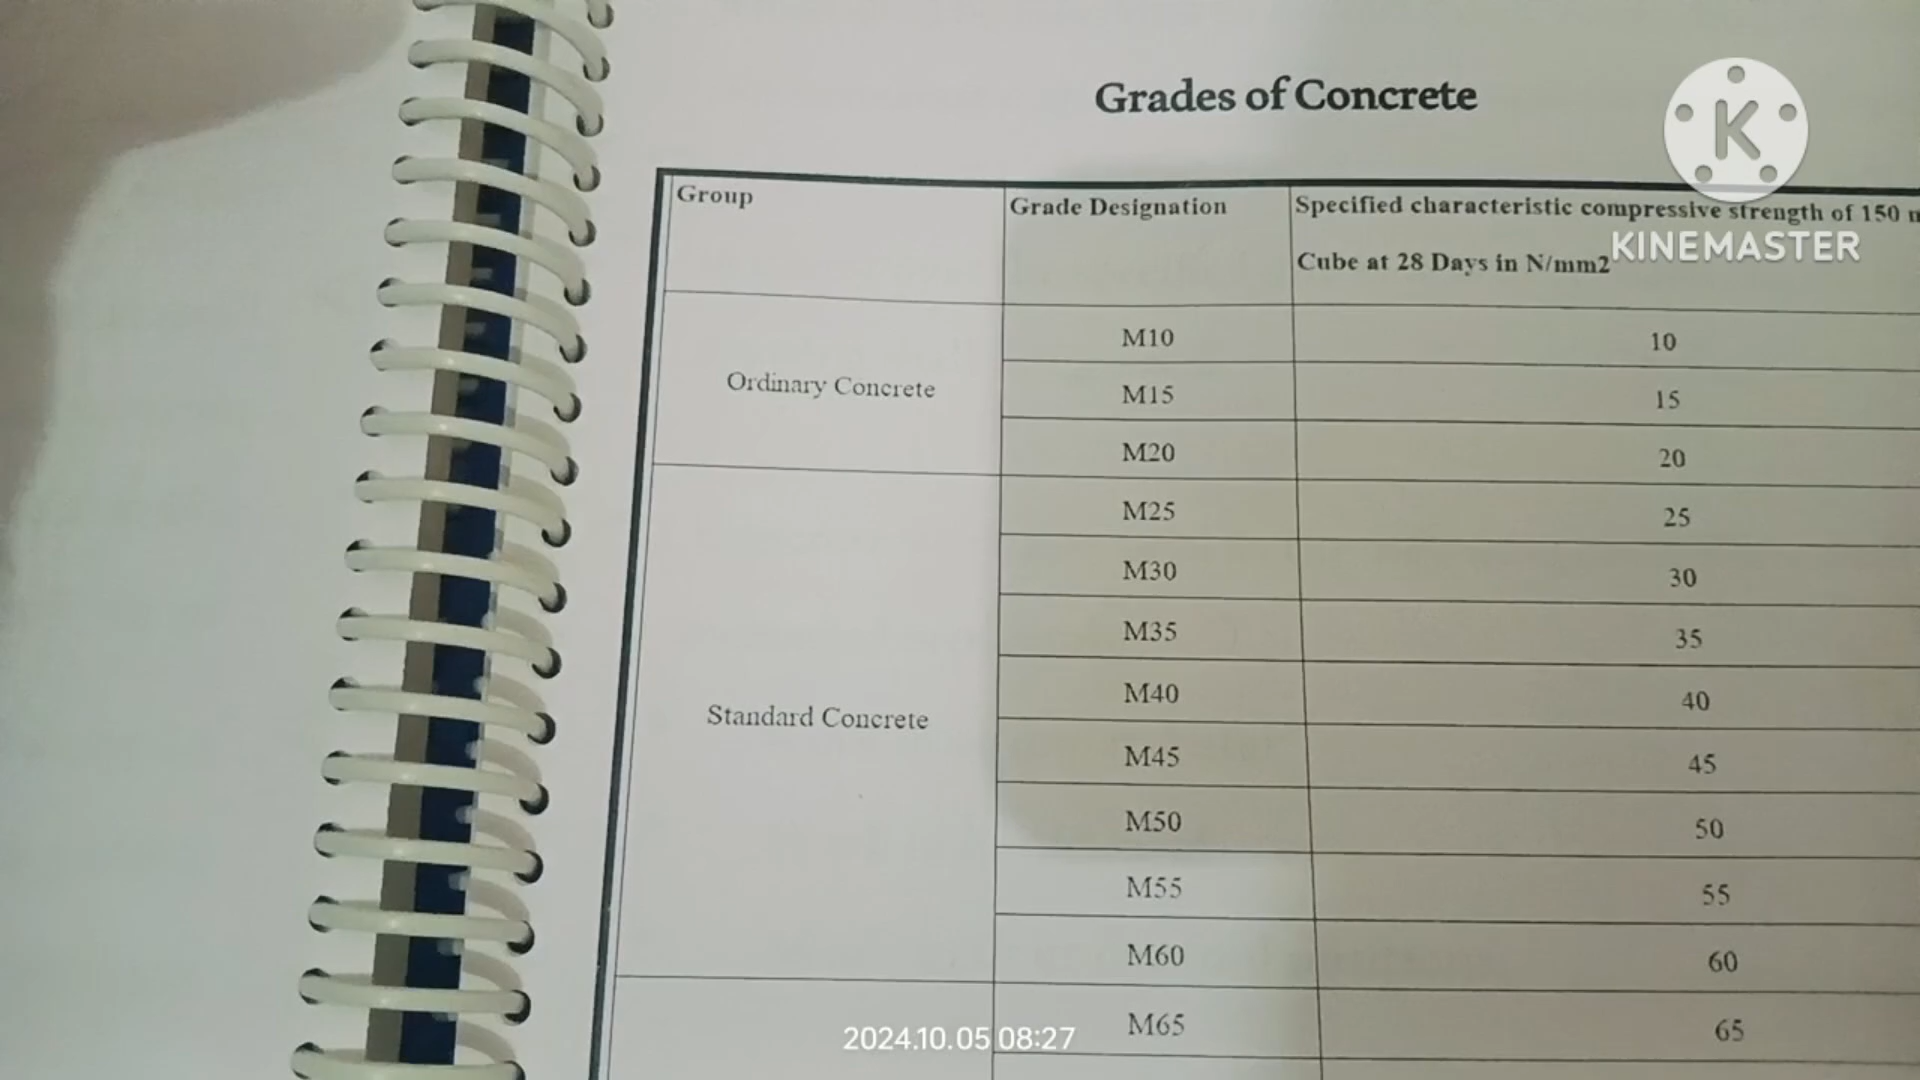 Grades of Concrete
K
KINEMASTER
Group
Grade Designation
Specified characteristic compressive strength of 150
Cube at 28 Days in N/mm2
Ordinary Concrete
M10 10
M15 15
M20 20
Standard Concrete
M25 25
M30 30
M35 35
M40 40
M45 45
M50 50
M55 55
M60 60
M65 65
2024.10.05 08:27